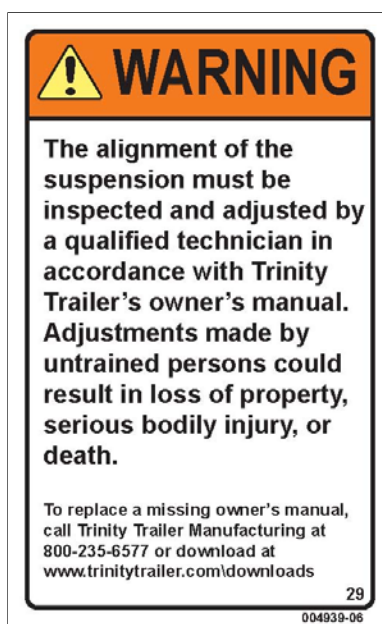 WARNING
The alignment of the
suspension must be
inspected and adjusted by
a qualified technician in
accordance with Trinity
Trailer's owner's manual.
Adjustments made by
untrained persons could
result in loss of property,
serious bodily injury, or
death.
To replace a missing owner's manual,
call Trinity Trailer Manufacturing at
800-235-6577 or download at
www.trinitytrailer.com\downloads
29
004939-06